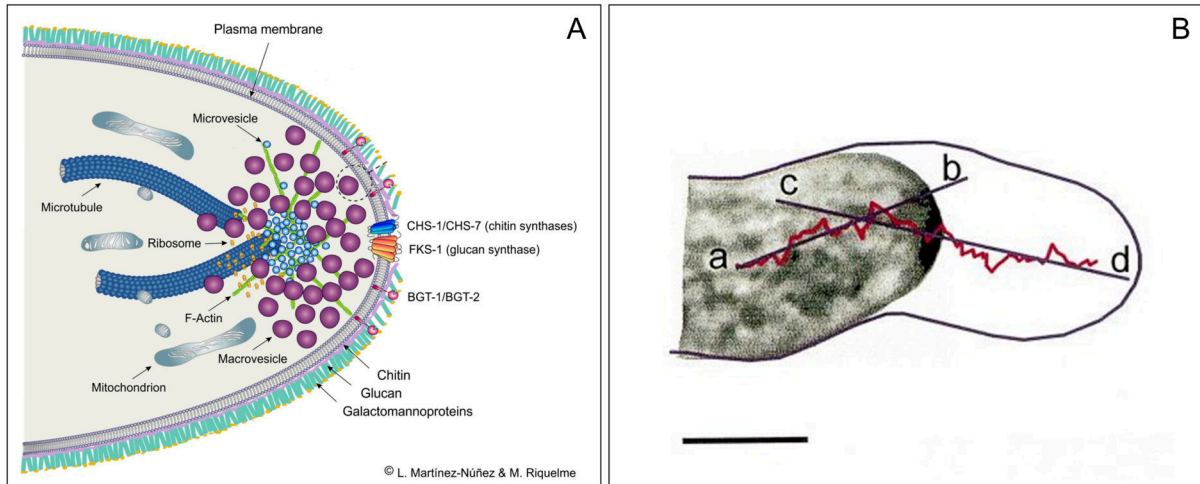 A
Plasma membrane
Microvesicle
Microtubule
Ribosome
CHS-1/CHS-7 (chitin synthases)
FKS-1 (glucan synthase)
BGT-1/BGT-2
F-Actin
Macrovesicle
Mitochondrion
Chitin
Glucan
Galactomannoproteins
© L. Martínez-Núñez & M. Riquelme
B
a
b
c
d